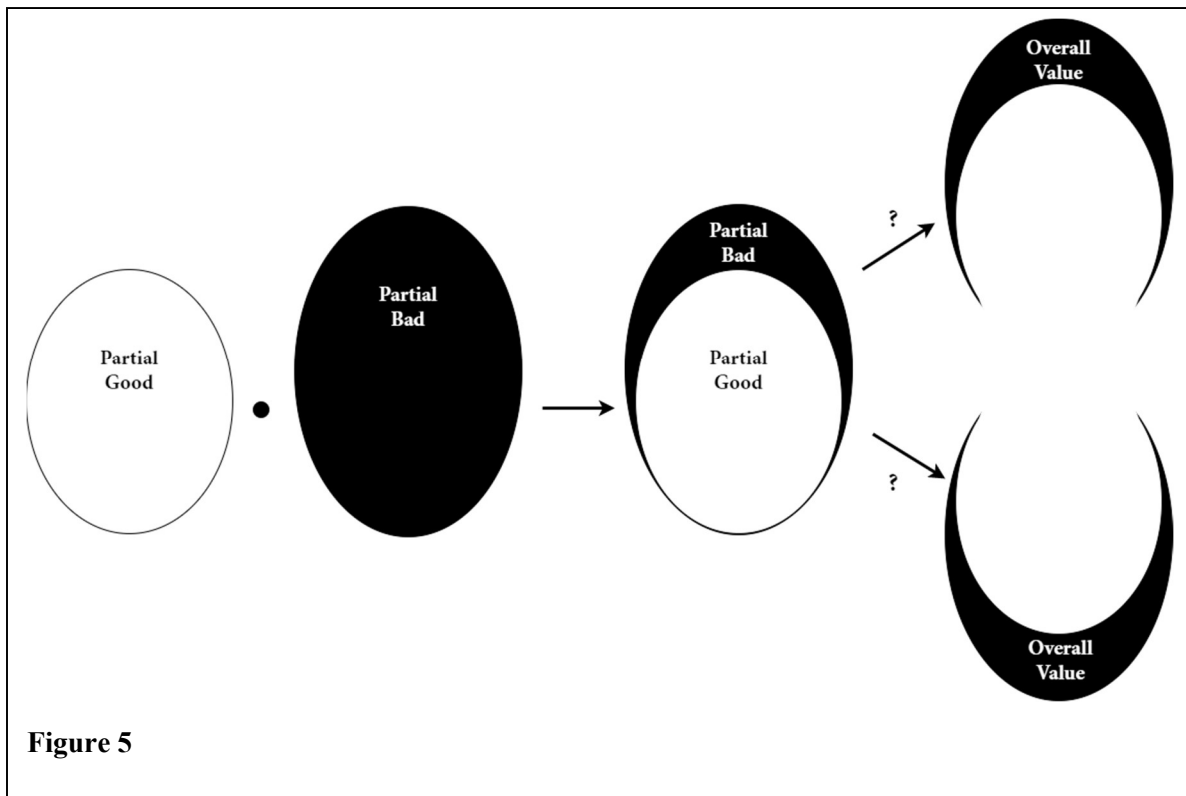 Partial
Good
Partial
Bad
Partial
Bad
Partial
Good
?
?
Overall
Value
Overall
Value
Figure 5